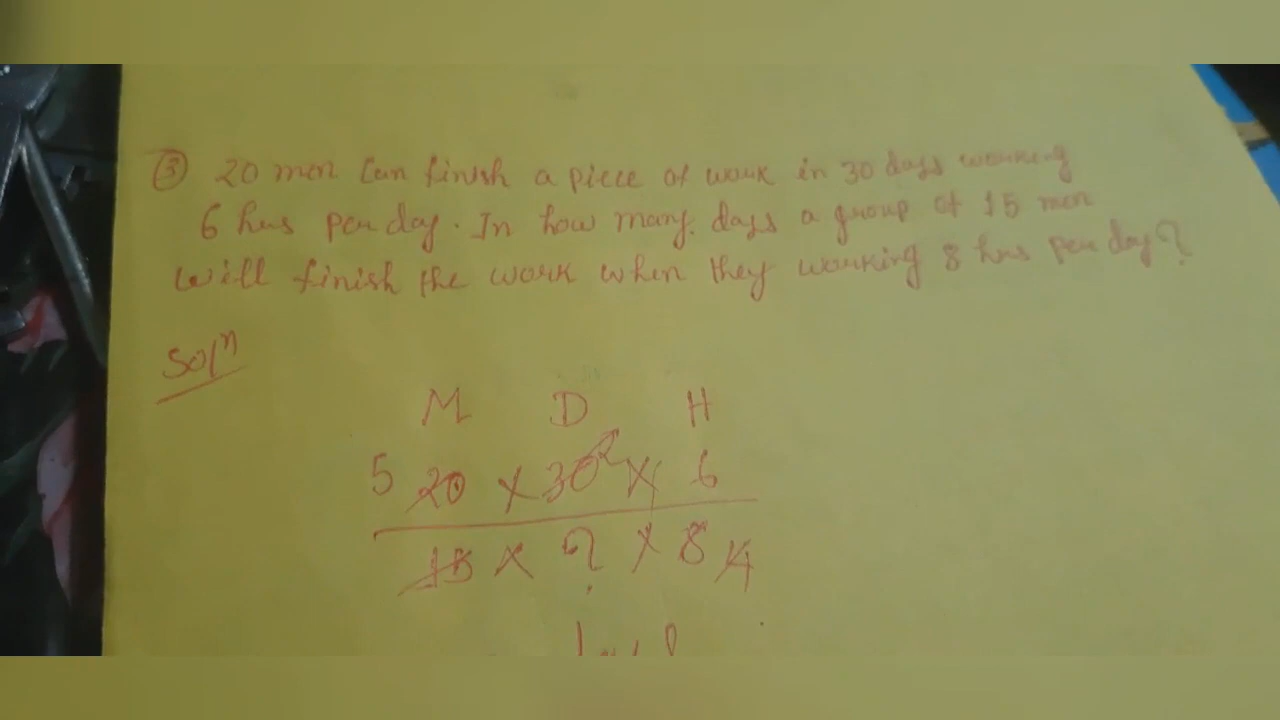 ③ 20 men can finish a piece of work in 30 days working
6 hrs per day. In how many days a group of 15 men
will finish the work when they working 8 hrs per day?
Solⁿ
M D H
5 20 × 30² × 6
15 × ? × 8 4